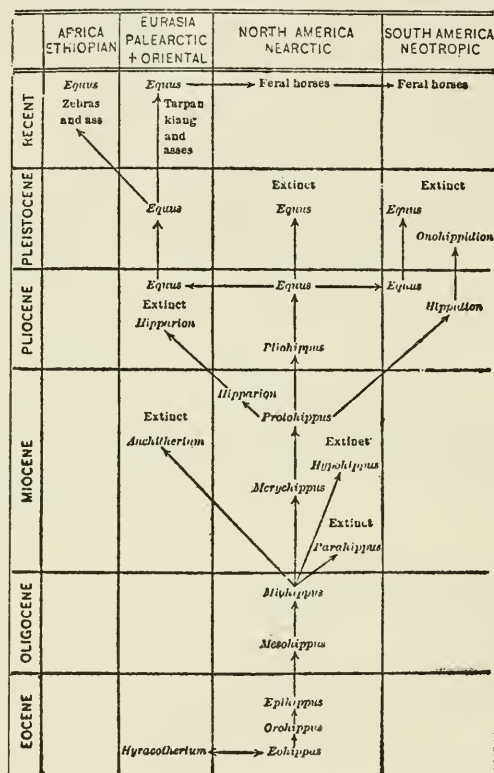 AFRICA
ETHIOPIAN
EURASIA
PALEARCTIC
+ ORIENTAL
NORTH AMERICA
NEARCTIC
SOUTH AMERICA
NEOTROPIC
RECENT
Equus
Zebras
and ass
Equus
Tarpan
kiang
and
asses
Feral horses
Feral horses
PLEISTOCENE
Equus
Extinct
Equus
Extinct
Equus
Onohippidion
PLIOCENE
Equus
Extinct
Hipparion
Equus
Pliohippus
Equus
Hippidion
MIOCENE
Hipparion
Protohippus
Extinct
Anchitherium
Extinct
Hypohippus
Merychippus
Extinct
Parahippus
OLIGOCENE
Miohippus
Mesohippus
EOCENE
Epihippus
Orohippus
Hyracotherium
Eohippus